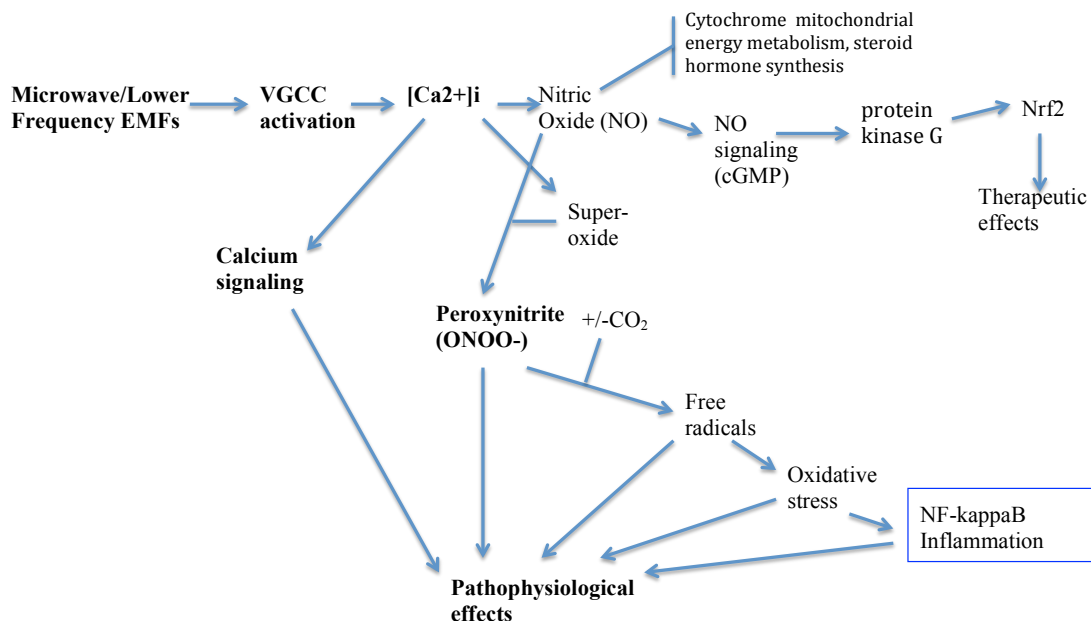 Cytochrome mitochondrial
energy metabolism, steroid
hormone synthesis
Microwave/Lower
Frequency EMFs
VGCC
activation
[Ca2+]i
Nitric
Oxide (NO)
NO
signaling
(cGMP)
protein
kinase G
Nrf2
Therapeutic
effects
Super-
oxide
Calcium
signaling
Peroxynitrite
(ONOO-)
+/-CO₂
Free
radicals
Oxidative
stress
NF-kappaB
Inflammation
Pathophysiological
effects